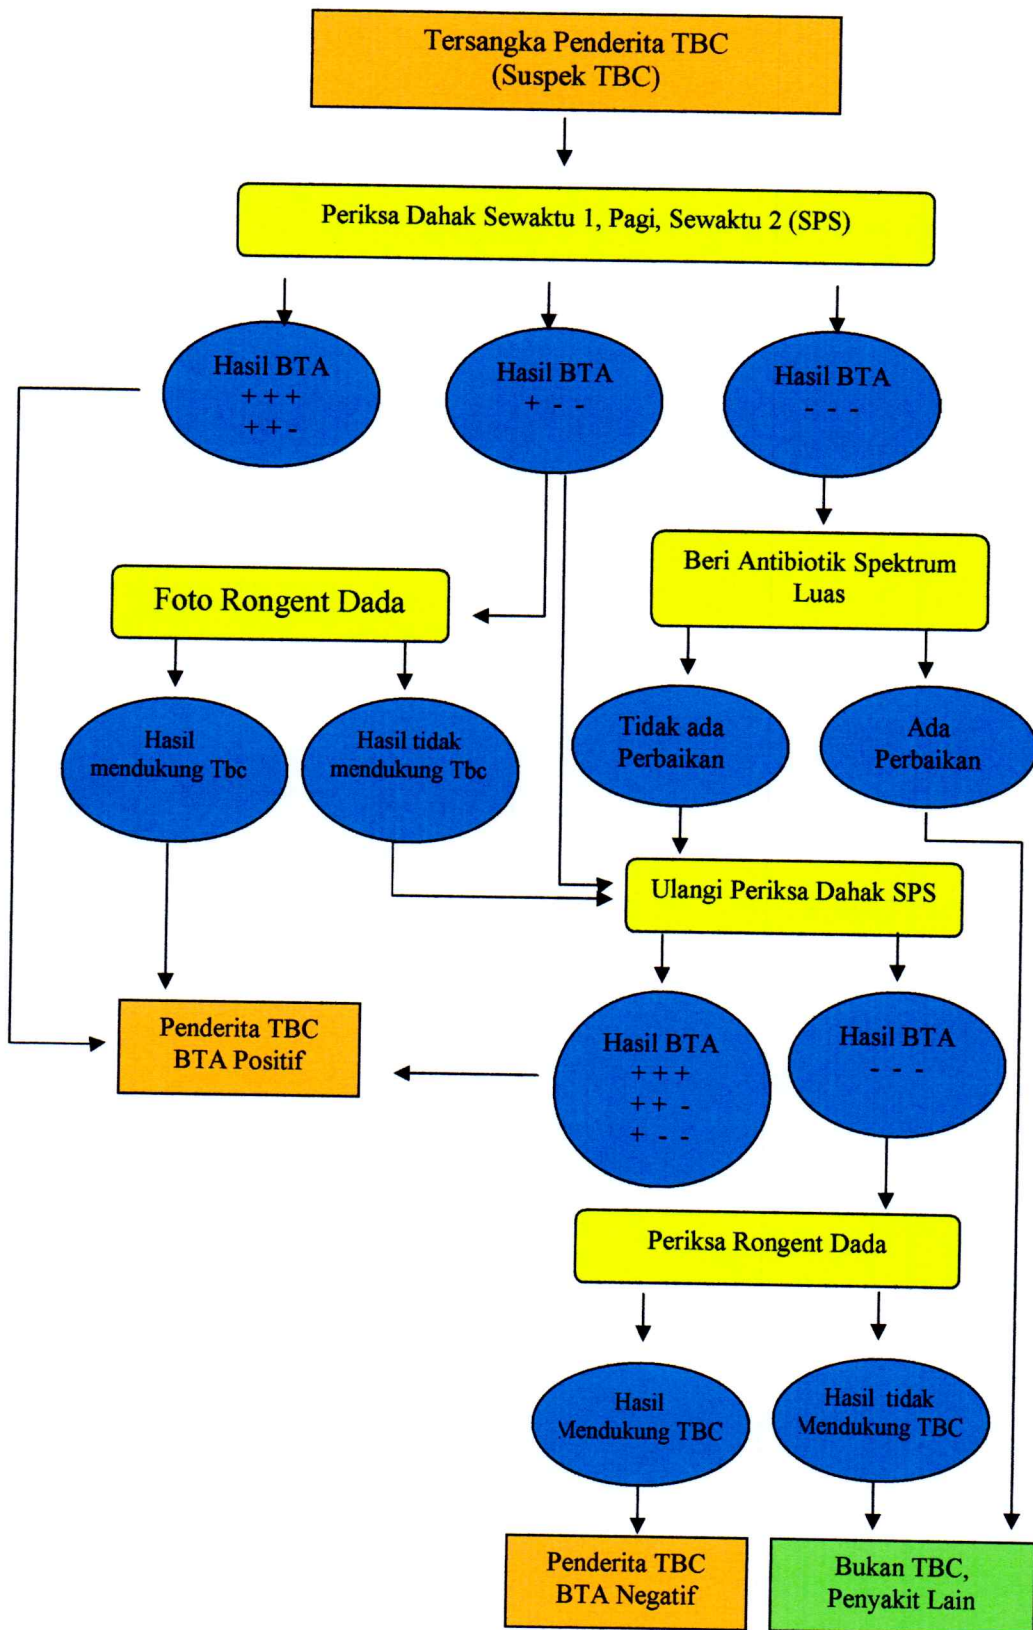 Tersangka Penderita TBC
(Suspek TBC)
Periksa Dahak Sewaktu 1, Pagi, Sewaktu 2 (SPS)
Hasil BTA
+ + +
+ + -
Hasil BTA
+ - -
Hasil BTA
- - -
Beri Antibiotik Spektrum
Luas
Foto Rongent Dada
Hasil
mendukung Tbc
Hasil tidak
mendukung Tbc
Tidak ada
Perbaikan
Ada
Perbaikan
Ulangi Periksa Dahak SPS
Penderita TBC
BTA Positif
Hasil BTA
+ + +
+ + -
+ - -
Hasil BTA
- - -
Periksa Rongent Dada
Hasil
Mendukung TBC
Hasil tidak
Mendukung TBC
Penderita TBC
BTA Negatif
Bukan TBC,
Penyakit Lain